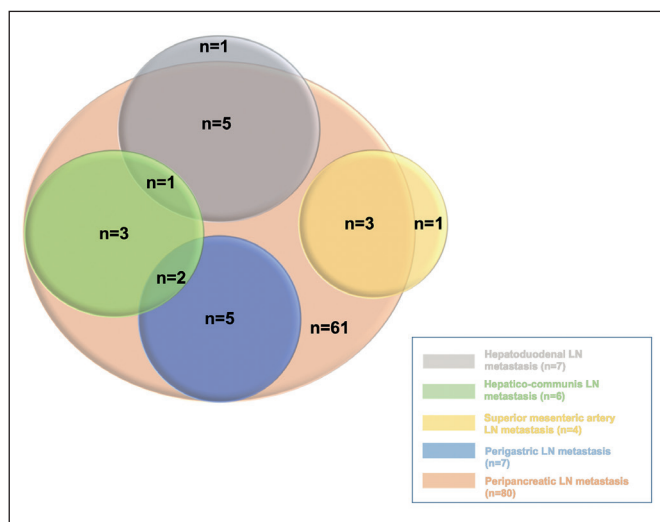 n=1
n=5
n=1
n=3
n=3
n=1
n=2
n=5
n=61
Hepatoduodenal LN
metastasis (n=7)
Hepatico-communis LN
metastasis (n=6)
Superior mesenteric artery
LN metastasis (n=4)
Perigastric LN metastasis
(n=7)
Peripancreatic LN metastasis
(n=80)